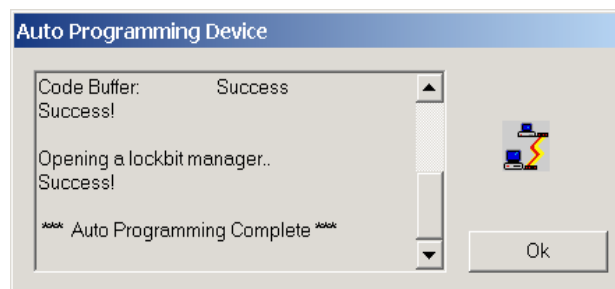 Auto Programming Device
Code Buffer: Success
Success!
Opening a lockbit manager..
Success!
*** Auto Programming Complete ***
Ok